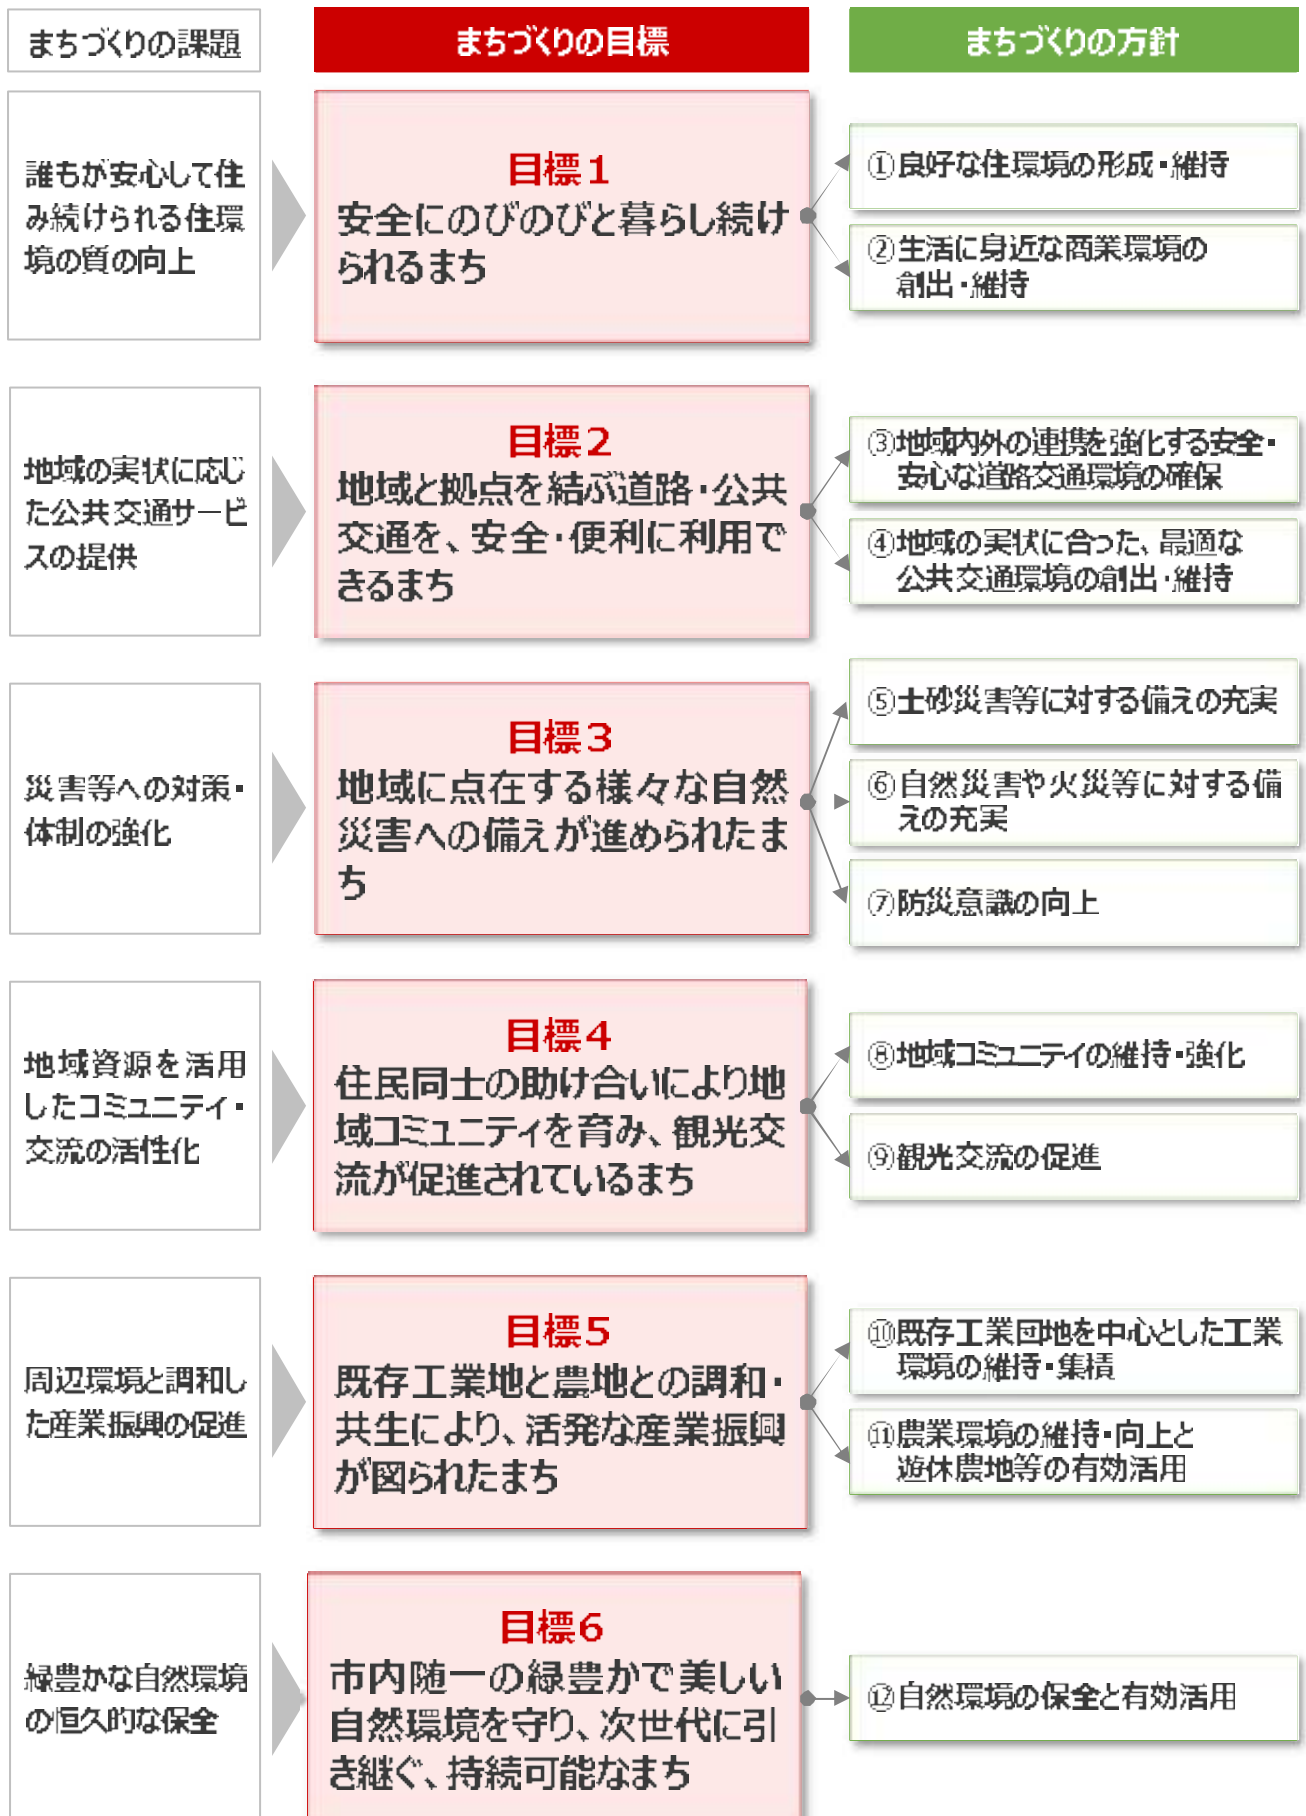 まちづくりの課題
まちづくりの目標
まちづくりの方針
誰もが安心して住
み続けられる住環
境の質の向上
目標１
安全にのびのびと暮らし続け
られるまち
①良好な住環境の形成・維持
②生活に身近な商業環境の
創出・維持
地域の実状に応じ
た公共交通サービ
スの提供
目標２
地域と拠点を結ぶ道路・公共
交通を、安全・便利に利用で
きるまち
③地域内外の連携を強化する安全・
安心な道路交通環境の確保
④地域の実状に合った、最適な
公共交通環境の創出・維持
災害等への対策・
体制の強化
目標３
地域に点在する様々な自然
災害への備えが進められたま
ち
⑤土砂災害等に対する備えの充実
⑥自然災害や火災等に対する備
えの充実
⑦防災意識の向上
地域資源を活用
したコミュニティ・
交流の活性化
目標４
住民同士の助け合いにより地
域コミュニティを育み、観光交
流が促進されているまち
⑧地域コミュニティの維持・強化
⑨観光交流の促進
周辺環境と調和し
た産業振興の促進
目標５
既存工業地と農地との調和・
共生により、活発な産業振興
が図られたまち
⑩既存工業団地を中心とした工業
環境の維持・集積
⑪農業環境の維持・向上と
遊休農地等の有効活用
緑豊かな自然環境
の恒久的な保全
目標６
市内随一の緑豊かで美しい
自然環境を守り、次世代に引
き継ぐ、持続可能なまち
⑫自然環境の保全と有効活用